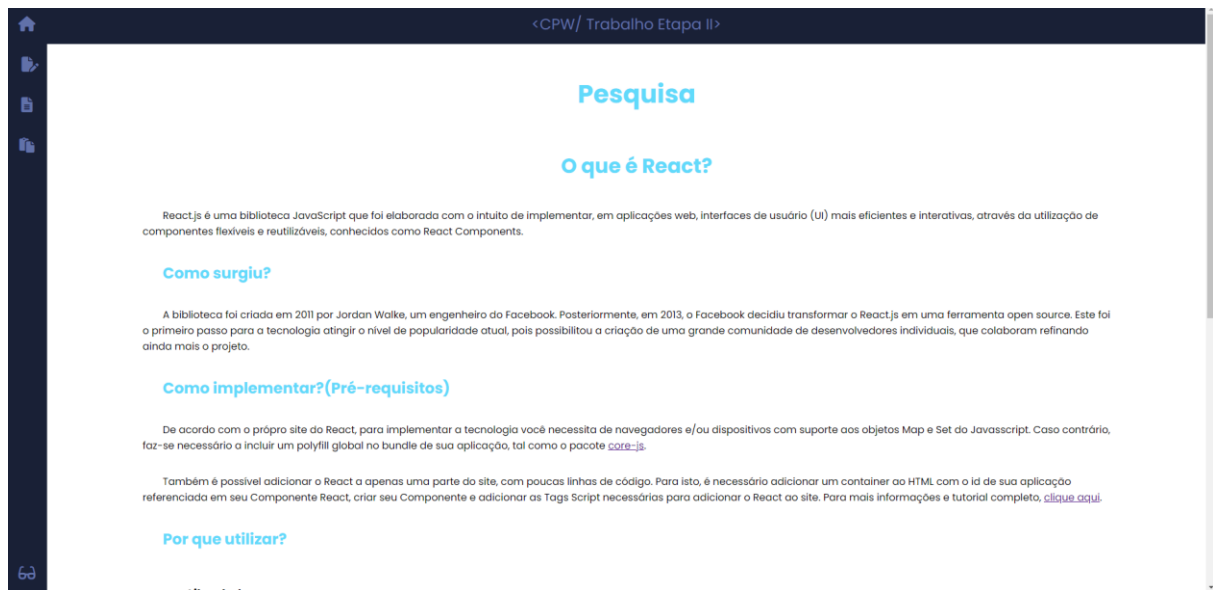 <CPW/ Trabalho Etapa II>
Pesquisa
O que é React?
React.js é uma biblioteca JavaScript que foi elaborada com o intuito de implementar, em aplicações web, interfaces de usuário (UI) mais eficientes e interativas, através da utilização de
componentes flexíveis e reutilizáveis, conhecidos como React Components.
Como surgiu?
A biblioteca foi criada em 2011 por Jordan Walke, um engenheiro do Facebook. Posteriormente, em 2013, o Facebook decidiu transformar o React.js em uma ferramenta open source. Este foi
o primeiro passo para a tecnologia atingir o nível de popularidade atual, pois possibilitou a criação de uma grande comunidade de desenvolvedores individuais, que colaboram refinando
ainda mais o projeto.
Como implementar?(Pré-requisitos)
De acordo com o própro site do React, para implementar a tecnologia você necessita de navegadores e/ou dispositivos com suporte aos objetos Map e Set do Javasscript. Caso contrário,
faz-se necessário a incluir um polyfill global no bundle de sua aplicação, tal como o pacote core-js.
Também é possivel adicionar o React a apenas uma parte do site, com poucas linhas de código. Para isto, é necessário adicionar um container ao HTML com o id de sua aplicação
referenciada em seu Componente React, criar seu Componente e adicionar as Tags Script necessárias para adicionar o React ao site. Para mais informações e tutorial completo, clique aqui.
Por que utilizar?